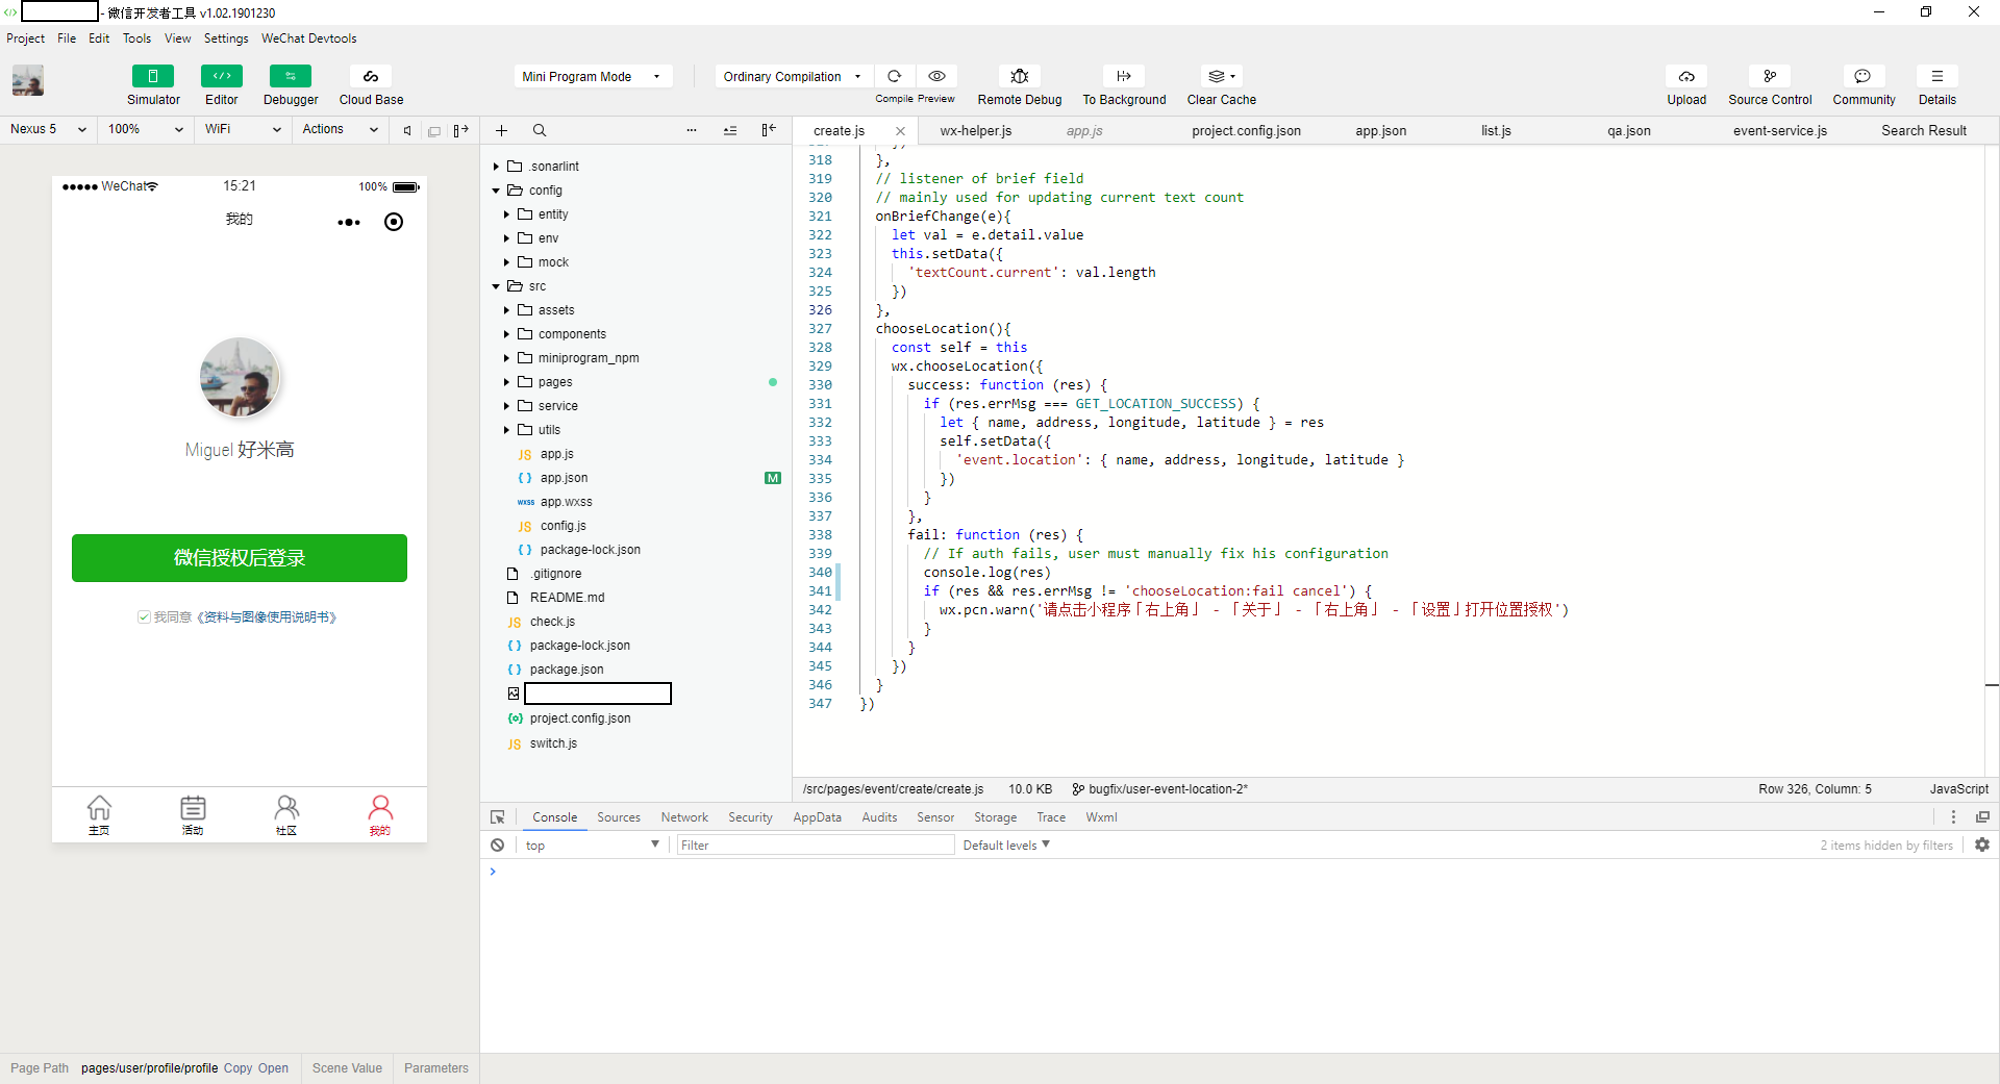 - 微信开发者工具 v1.02.1901230
Project File Edit Tools View Settings WeChat Devtools
Simulator Editor Debugger Cloud Base
Mini Program Mode
Ordinary Compilation
Compile Preview
Remote Debug To Background Clear Cache
Upload Source Control Community Details
Nexus 5 100% WiFi Actions
WeChat 15:21 100%
我的
Miguel 好米高
微信授权后登录
我同意《资料与图像使用说明书》
主页 活动 社区 我的
Page Path pages/user/profile/profile Copy Open Scene Value Parameters
.sonarlint
config
entity
env
mock
src
assets
components
miniprogram_npm
pages
service
utils
JS app.js
{ } app.json M
wxss app.wxss
JS config.js
{ } package-lock.json
.gitignore
README.md
JS check.js
{ } package-lock.json
{ } package.json
project.config.json
JS switch.js
create.js wx-helper.js app.js project.config.json app.json list.js qa.json event-service.js Search Result
318 },
319 // listener of brief field
320 // mainly used for updating current text count
321 onBriefChange(e){
322 let val = e.detail.value
323 this.setData({
324 'textCount.current': val.length
325 })
326 },
327 chooseLocation(){
328 const self = this
329 wx.chooseLocation({
330 success: function (res) {
331 if (res.errMsg === GET_LOCATION_SUCCESS) {
332 let { name, address, longitude, latitude } = res
333 self.setData({
334 'event.location': { name, address, longitude, latitude }
335 })
336 }
337 },
338 fail: function (res) {
339 // If auth fails, user must manually fix his configuration
340 console.log(res)
341 if (res && res.errMsg != 'chooseLocation:fail cancel') {
342 wx.pcn.warn('请点击小程序「右上角」 - 「关于」 - 「右上角」 - 「设置」打开位置授权')
343 }
344 }
345 })
346 }
347 })
/src/pages/event/create/create.js 10.0 KB bugfix/user-event-location-2* Row 326, Column: 5 JavaScript
Console Sources Network Security AppData Audits Sensor Storage Trace Wxml
top Filter Default levels 2 items hidden by filters